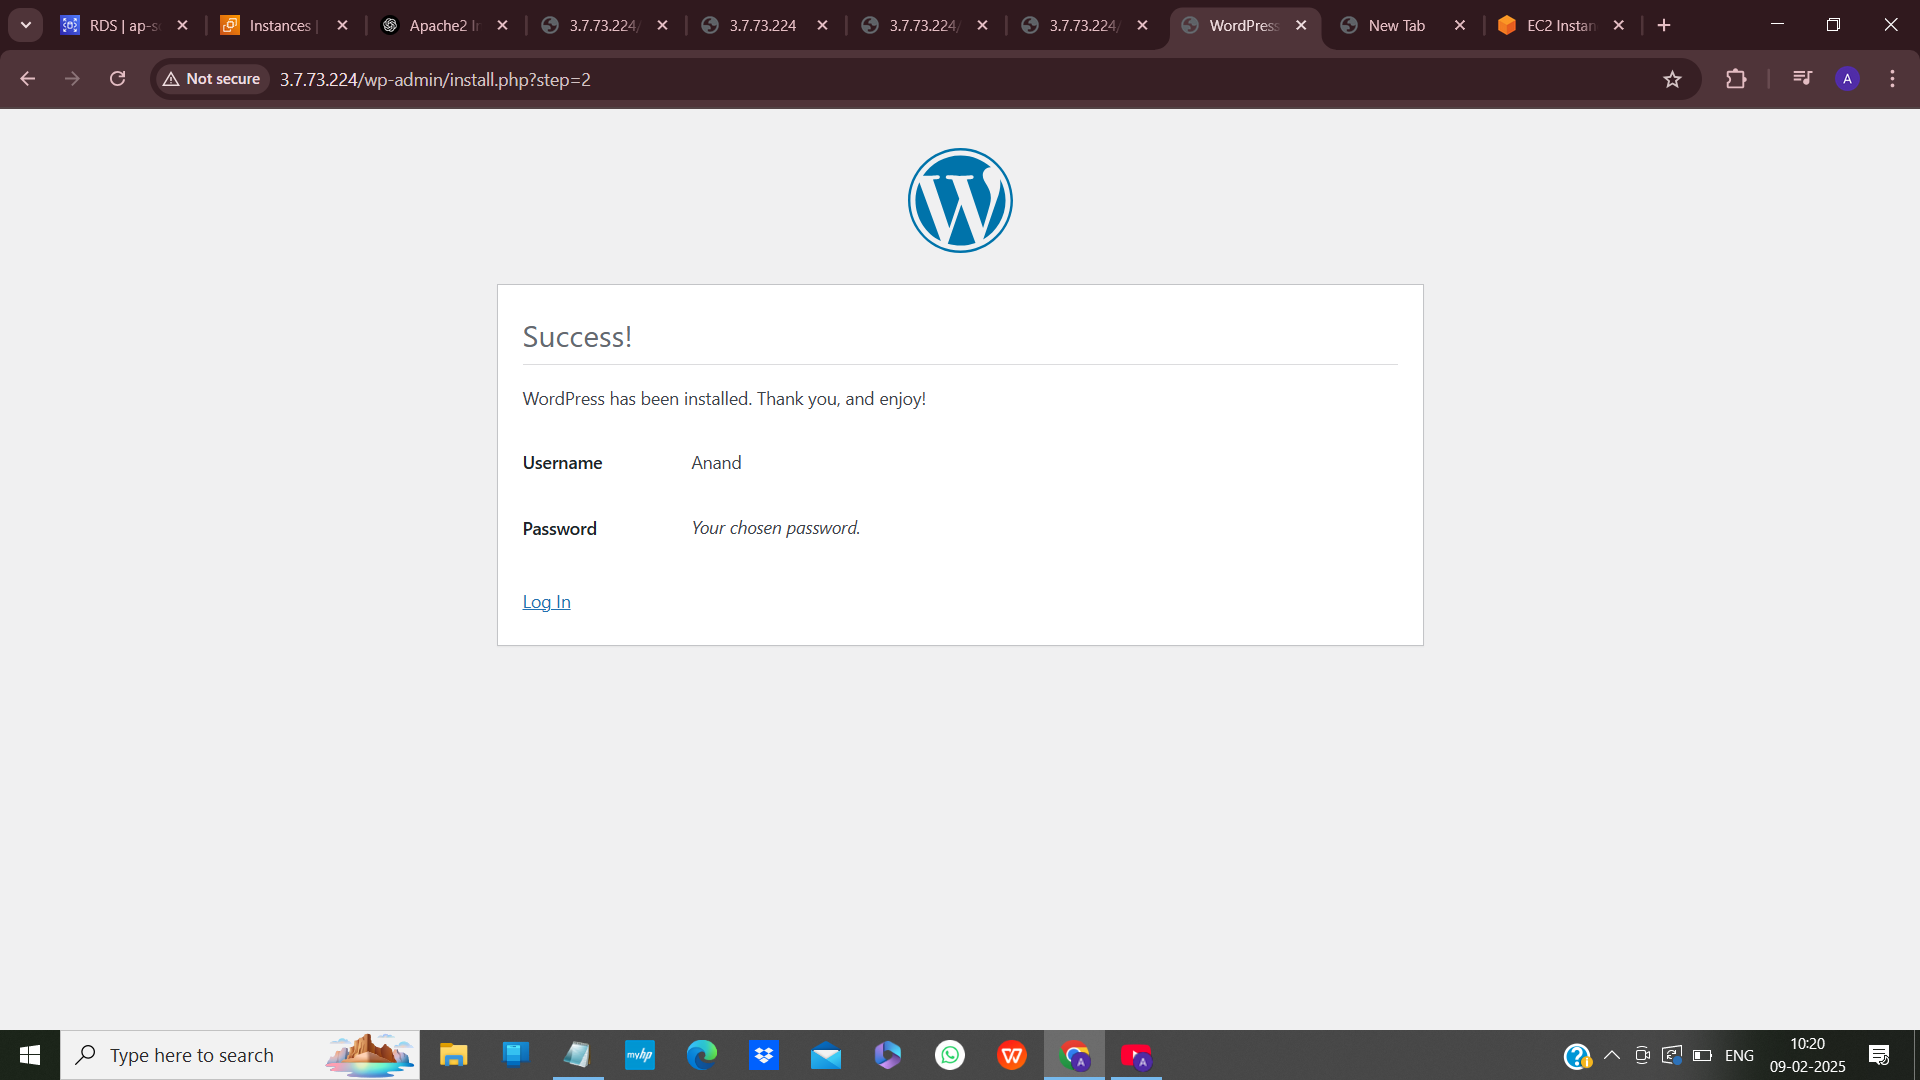 RDS | ap-so
Instances |
Apache2 In
3.7.73.224/
3.7.73.224
3.7.73.224/
3.7.73.224/
WordPress
New Tab
EC2 Instan
Not secure
3.7.73.224/wp-admin/install.php?step=2
A
W
Success!
WordPress has been installed. Thank you, and enjoy!
Username Anand
Password Your chosen password.
Log In
Type here to search
myhp
W
A
A
ENG
10:20
09-02-2025